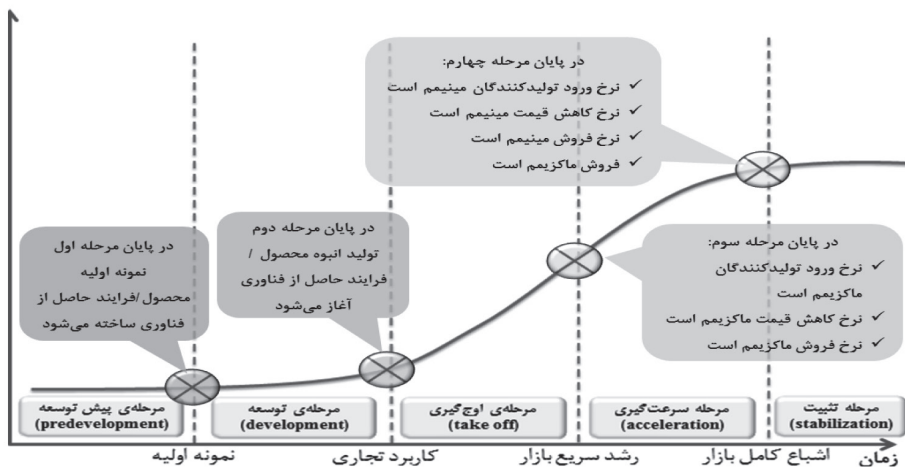 در پایان مرحله چهارم:
✓ نرخ ورود تولیدکنندگان مینیمم است
✓ نرخ کاهش قیمت مینیمم است
✓ نرخ فروش مینیمم است
✓ فروش ماکزیمم است
در پایان مرحله دوم
تولید انبوه محصول /
فرایند حاصل از فناوری
آغاز می‌شود
در پایان مرحله اول
نمونه اولیه
محصول/فرایند حاصل از
فناوری ساخته می‌شود
در پایان مرحله سوم:
✓ نرخ ورود تولیدکنندگان
ماکزیمم است
✓ نرخ کاهش قیمت ماکزیمم است
✓ نرخ فروش ماکزیمم است
مرحله‌ی پیش توسعه
(predevelopment)
مرحله‌ی توسعه
(development)
مرحله‌ی اوج‌گیری
(take off)
مرحله سرعت‌گیری
(acceleration)
مرحله تثبیت
(stabilization)
نمونه اولیه
کاربرد تجاری
رشد سریع بازار
اشباع کامل بازار
زمان